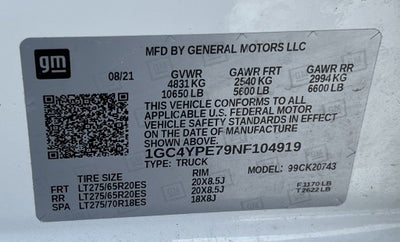 gm
MFD BY GENERAL MOTORS LLC
08/21 GVWR GAWR FRT GAWR RR
4831 KG 2540 KG 2994 KG
10650 LB 5600 LB 6600 LB
THIS VEHICLE CONFORMS TO ALL APPLICABLE U.S.
FEDERAL MOTOR VEHICLE SAFETY STANDARDS IN EFFECT
ON THE DATE OF MANUFACTURE SHOWN ABOVE.
1GC4YPE79NF104919
TYPE: TRUCK 99CK20743
TIRE SIZE RIM
FRT LT275/65R20ES 20X8.5J F1170 LB
RR LT275/65R20ES 20X8.5J T2622 LB
SPA LT275/70R18ES 18X8J